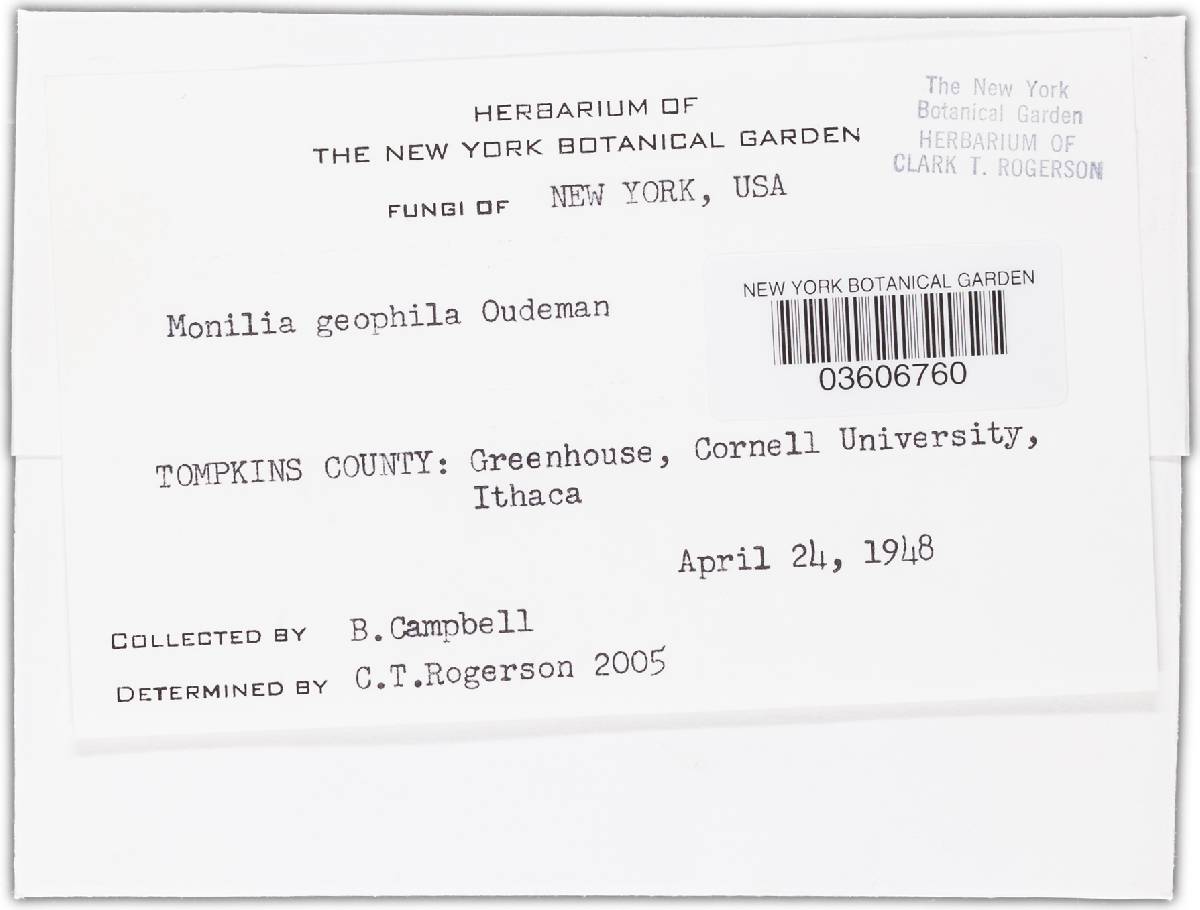 HERBARIUM OF
THE NEW YORK BOTANICAL GARDEN
FUNGI OF NEW YORK, USA
The New York
Botanical Garden
HERBARIUM OF
CLARK T. ROGERSON
NEW YORK BOTANICAL GARDEN
03606760
Monilia geophila Oudeman
TOMPKINS COUNTY: Greenhouse, Cornell University,
Ithaca
April 24, 1948
COLLECTED BY B.Campbell
DETERMINED BY C.T.Rogerson 2005